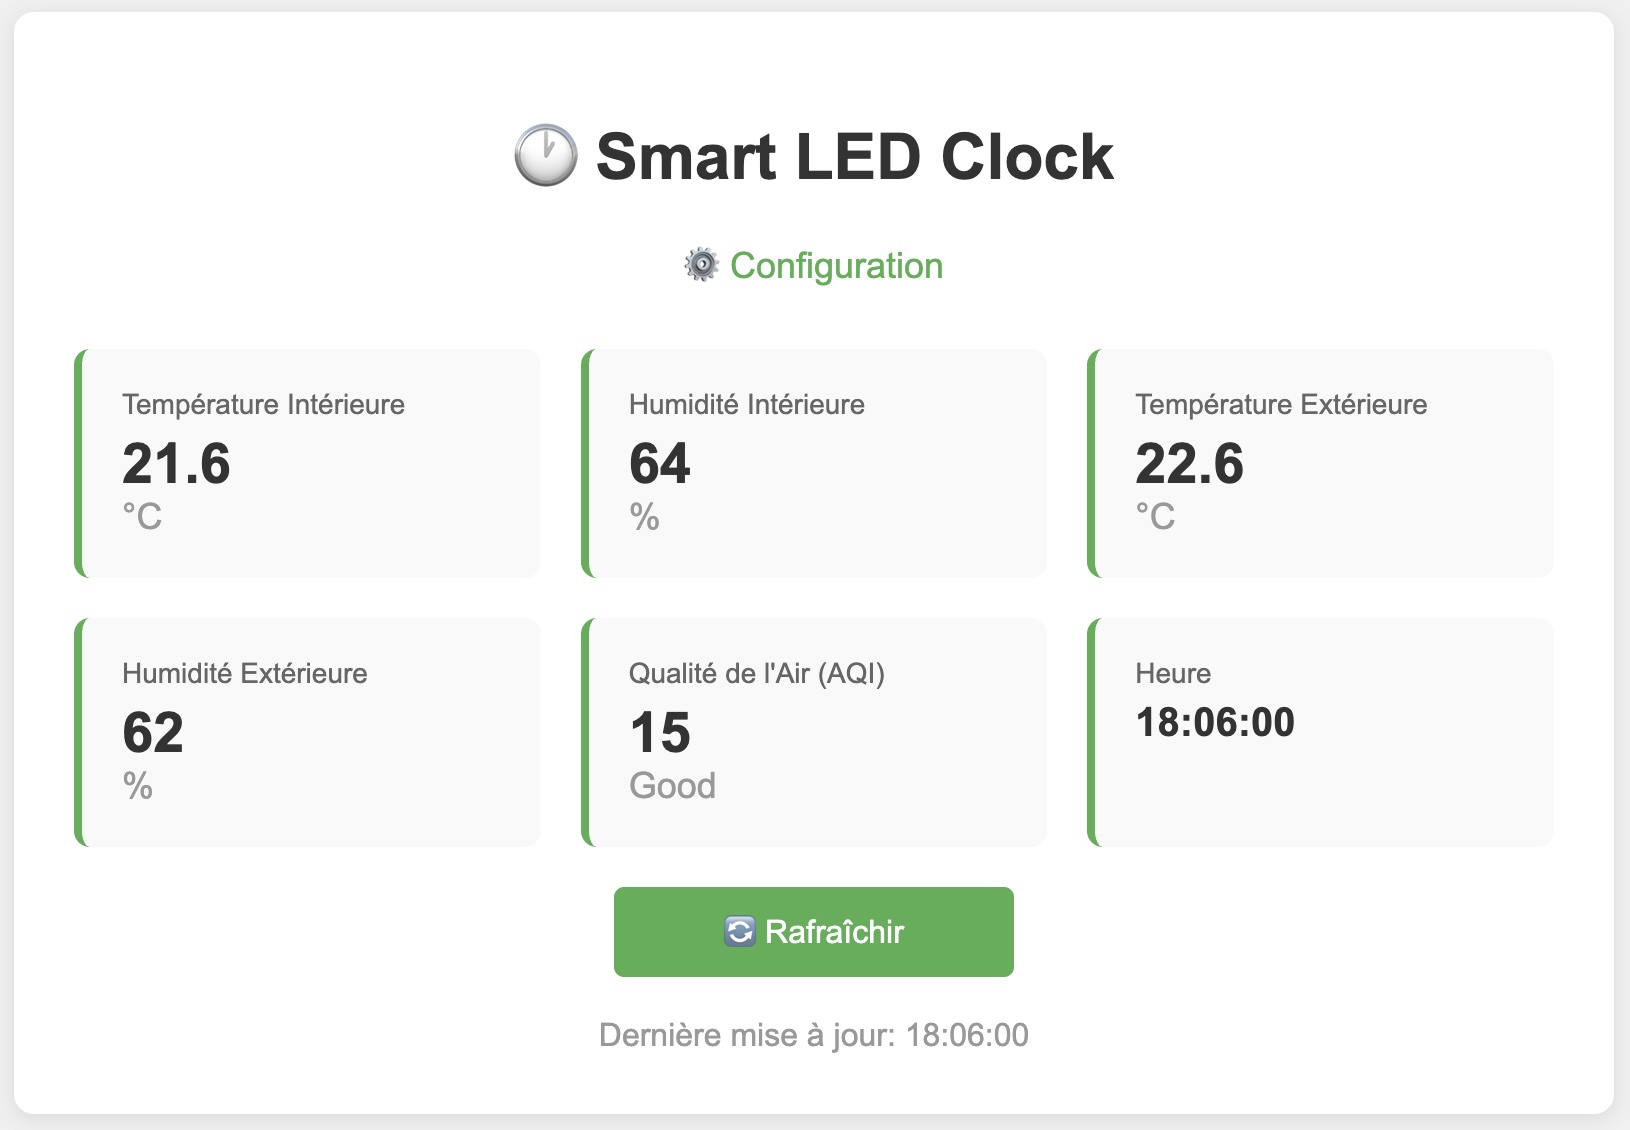 Smart LED Clock
Configuration
Température Intérieure
21.6
°C
Humidité Intérieure
64
%
Température Extérieure
22.6
°C
Humidité Extérieure
62
%
Qualité de l'Air (AQI)
15
Good
Heure
18:06:00
Rafraîchir
Dernière mise à jour: 18:06:00